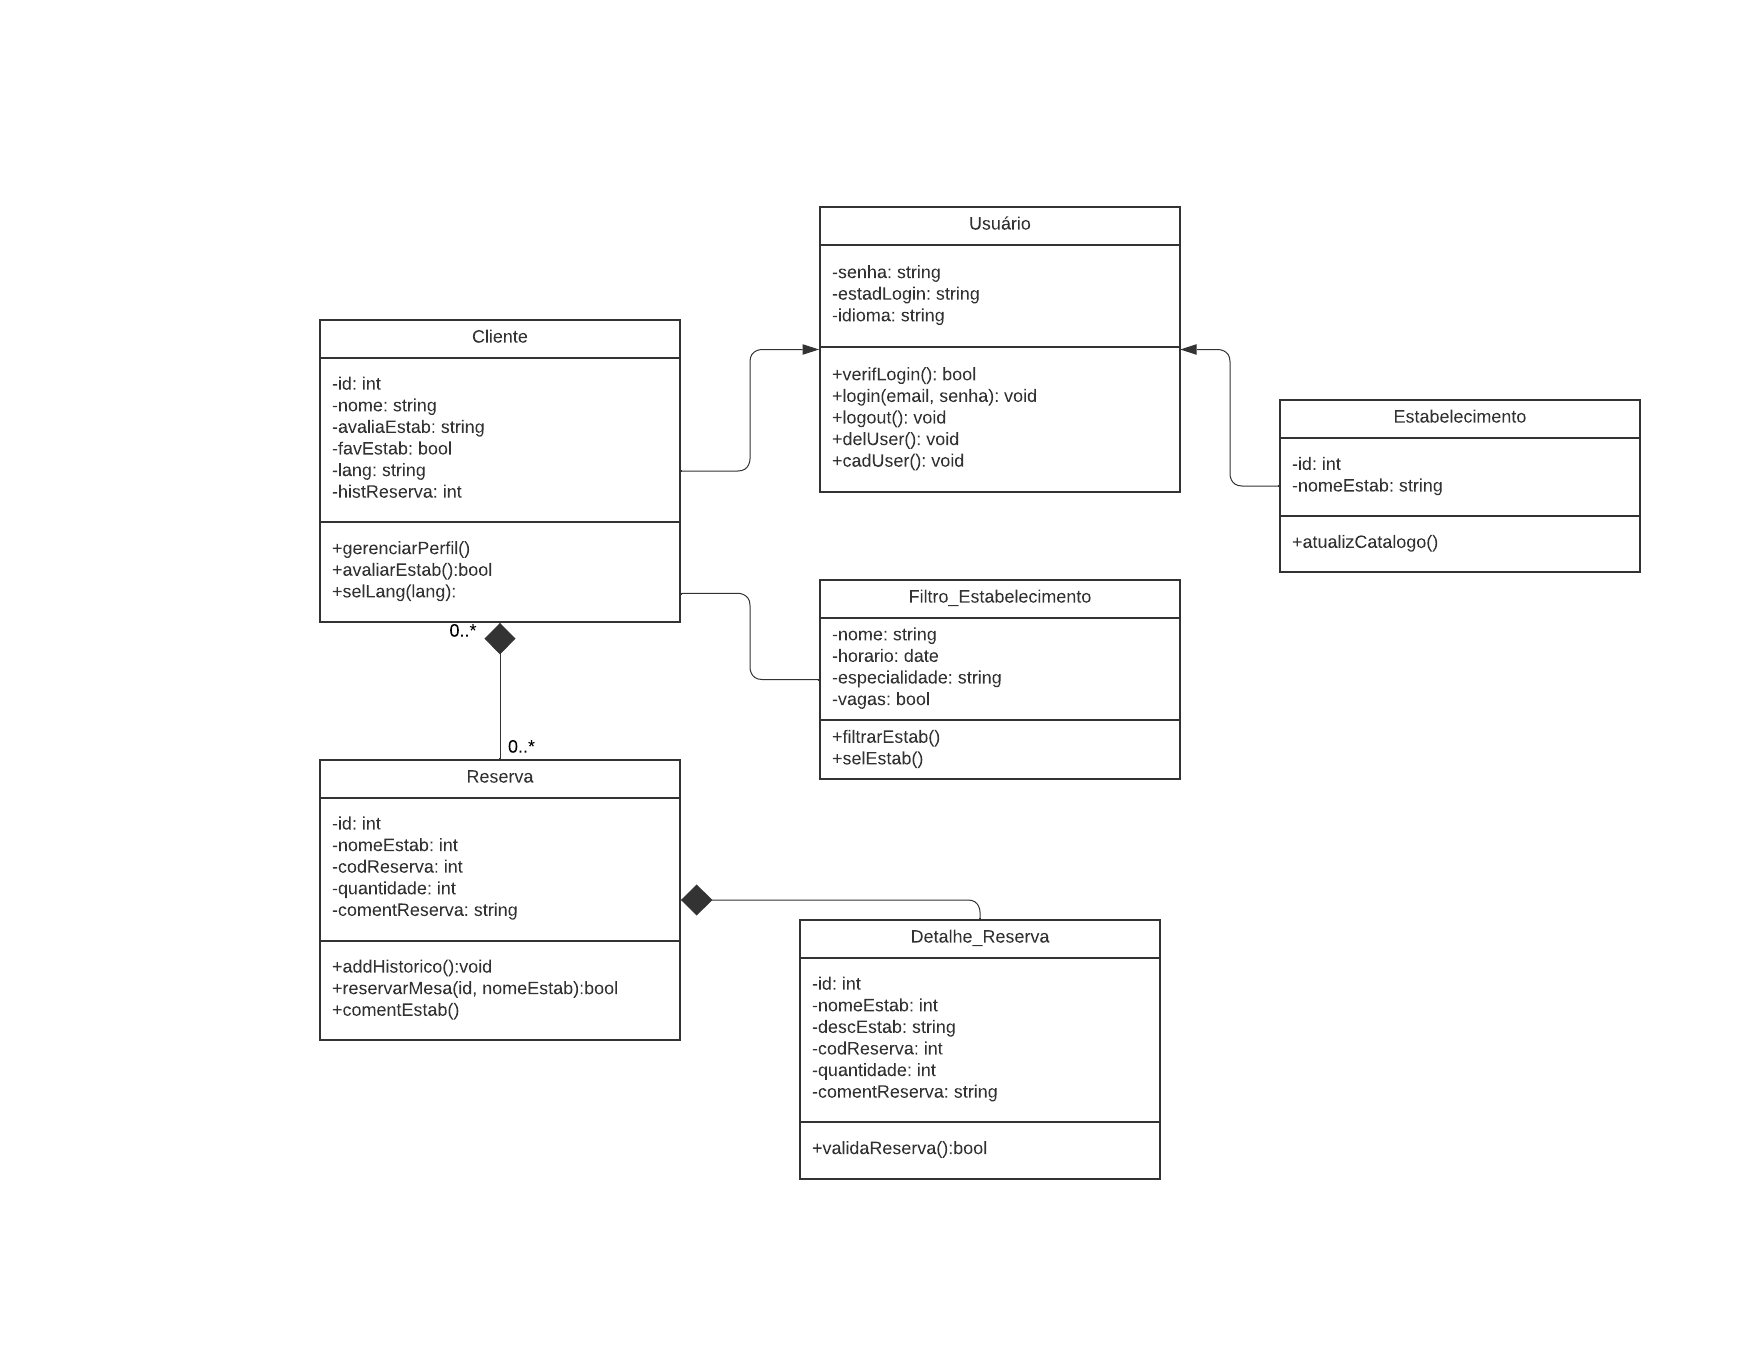 Usuário
-senha: string
-estadLogin: string
-idioma: string
+verifLogin(): bool
+login(email, senha): void
+logout(): void
+delUser(): void
+cadUser(): void
Cliente
-id: int
-nome: string
-avaliaEstab: string
-favEstab: bool
-lang: string
-histReserva: int
+gerenciarPerfil()
+avaliarEstab():bool
+selLang(lang):
Estabelecimento
-id: int
-nomeEstab: string
+atualizCatalogo()
Filtro_Estabelecimento
-nome: string
-horario: date
-especialidade: string
-vagas: bool
+filtrarEstab()
+selEstab()
0..*
0..*
Reserva
-id: int
-nomeEstab: int
-codReserva: int
-quantidade: int
-comentReserva: string
+addHistorico():void
+reservarMesa(id, nomeEstab):bool
+comentEstab()
Detalhe_Reserva
-id: int
-nomeEstab: int
-descEstab: string
-codReserva: int
-quantidade: int
-comentReserva: string
+validaReserva():bool